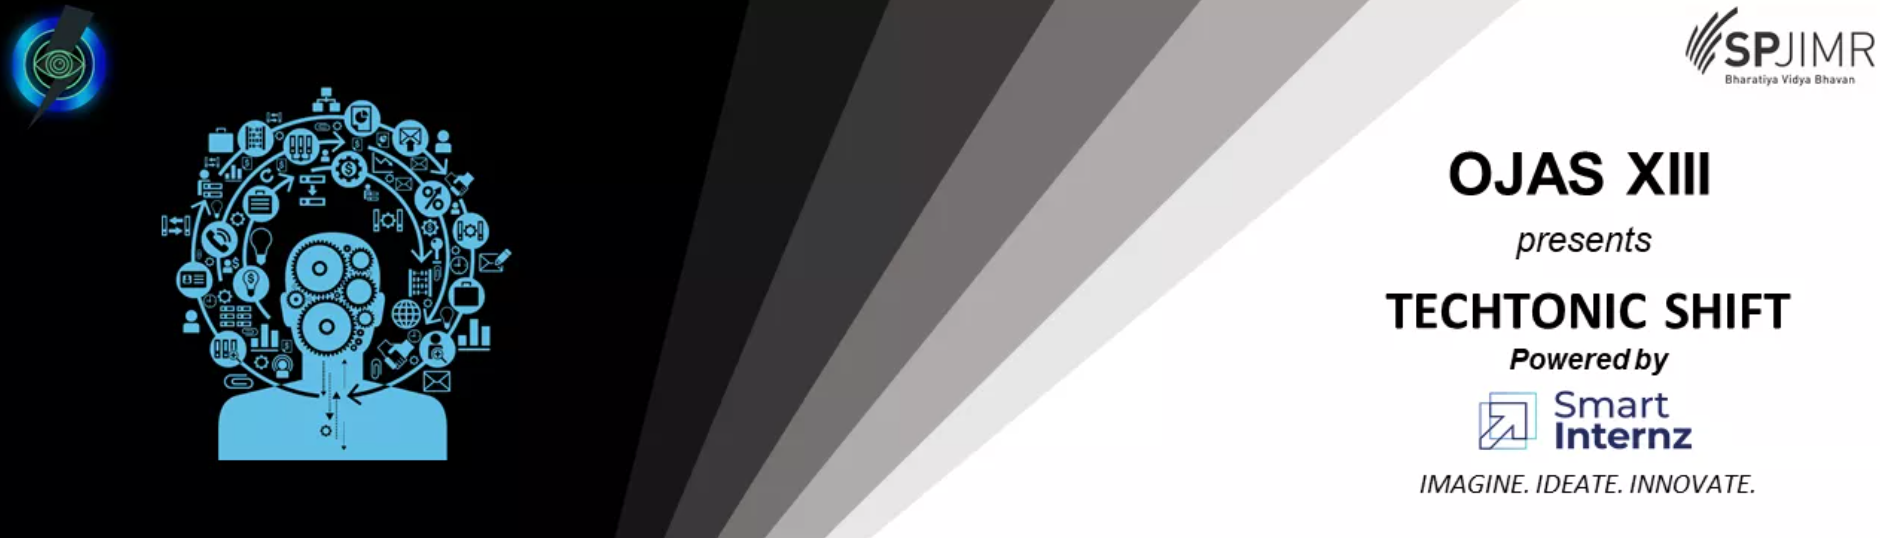 SPJIMR
Bharatiya Vidya Bhavan
OJAS XIII
presents
TECHTONIC SHIFT
Powered by
Smart
Internz
IMAGINE. IDEATE. INNOVATE.